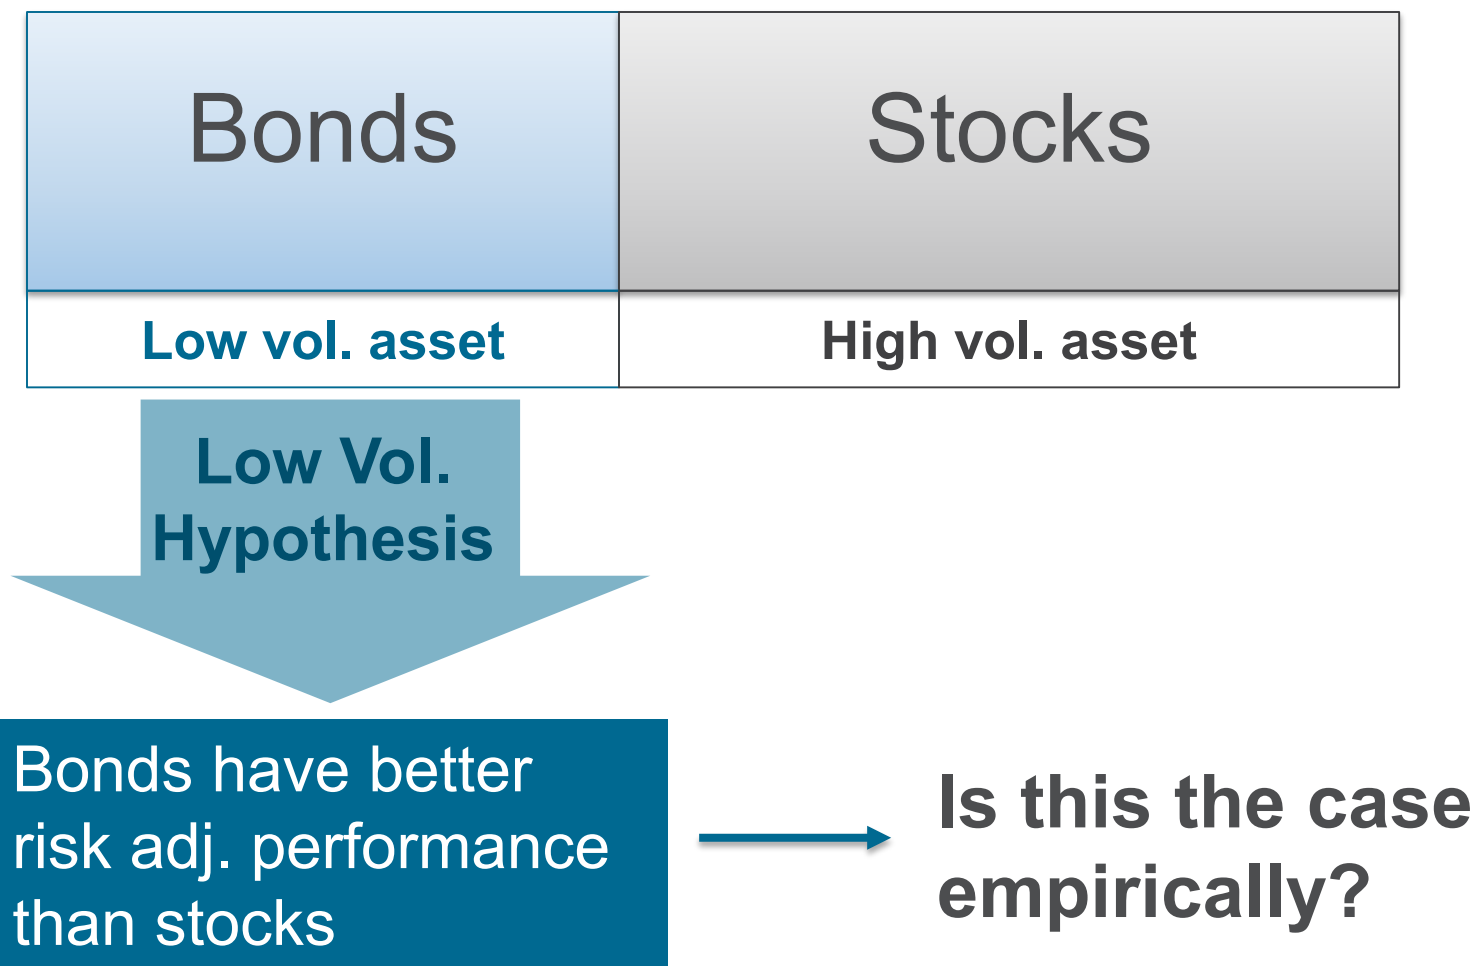 Bonds
Stocks
Low vol. asset
High vol. asset
Low Vol.
Hypothesis
Bonds have better
risk adj. performance
than stocks
Is this the case
empirically?